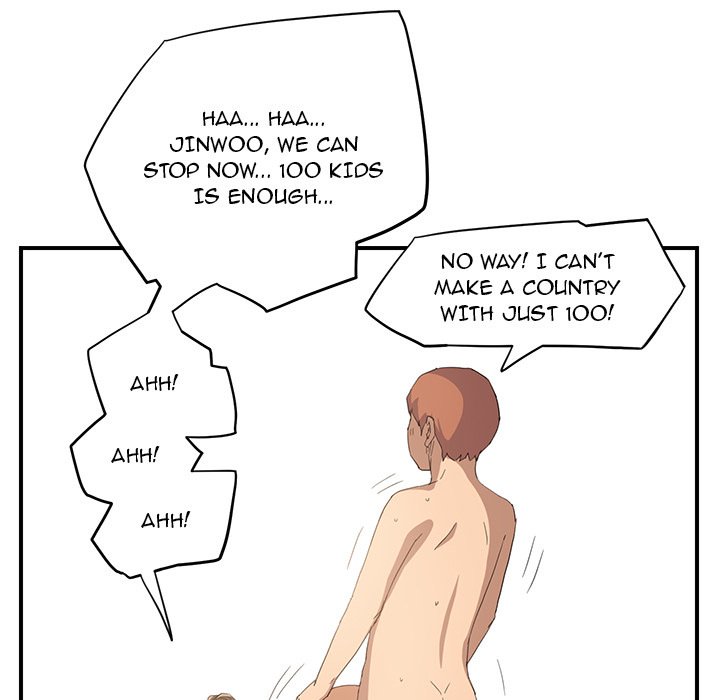 HAA... HAA...
JINWOO, WE CAN
STOP NOW... 100 KIDS
IS ENOUGH...
NO WAY! I CAN'T
MAKE A COUNTRY
WITH JUST 100!
AHH!
AHH!
AHH!